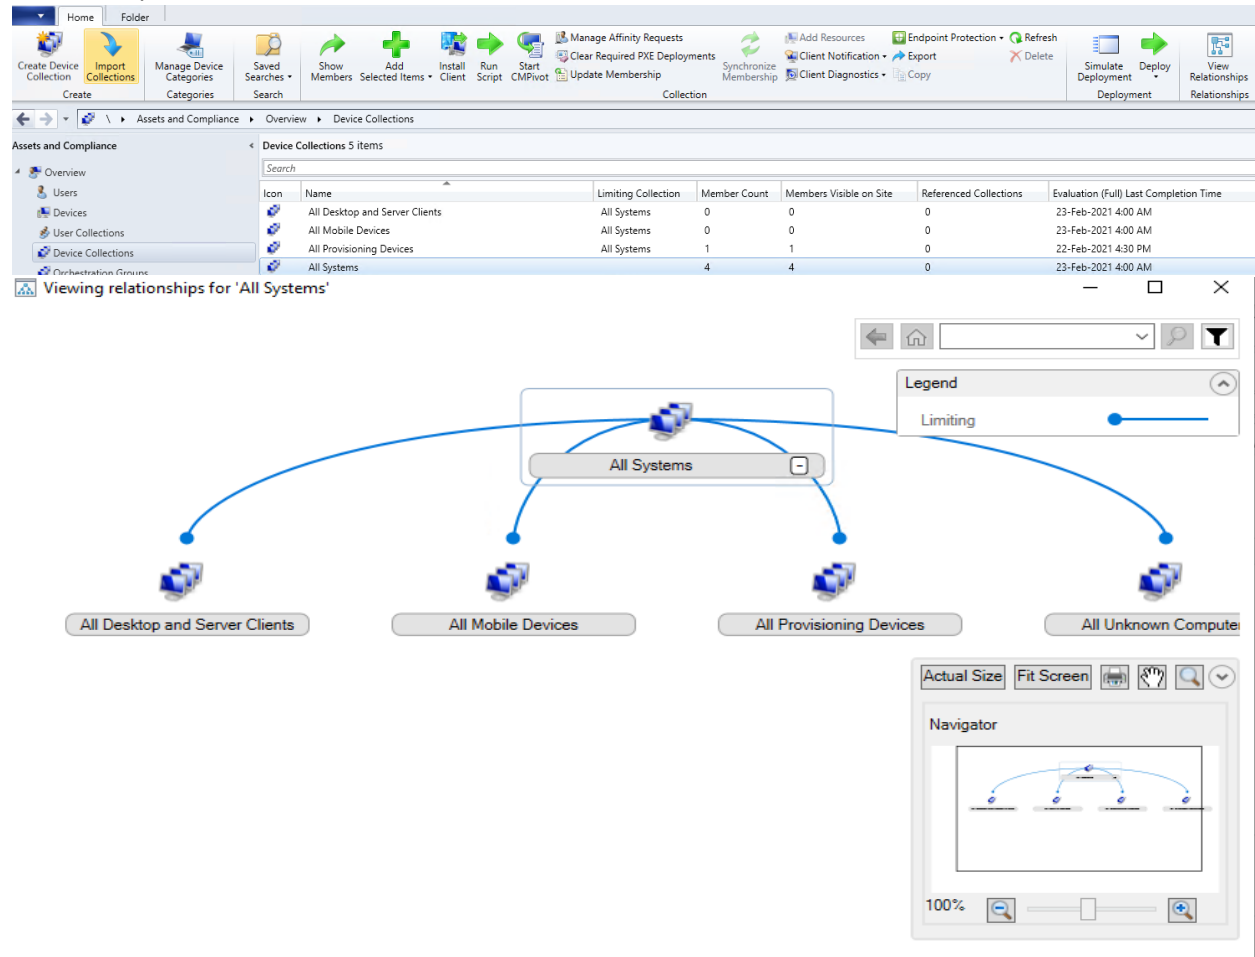 Home Folder
Create Device Collection
Import Collections
Manage Device Categories
Saved Searches
Show Members
Add Selected Items
Install Client
Run Script
Start CMPivot
Manage Affinity Requests
Clear Required PXE Deployments
Update Membership
Synchronize Membership
Add Resources
Client Notification
Client Diagnostics
Endpoint Protection
Export
Copy
Refresh
Delete
Simulate Deployment
Deploy
View Relationships
Create Categories Search Collection Deployment Relationships
\ Assets and Compliance Overview Device Collections
Assets and Compliance
Overview
Users
Devices
User Collections
Device Collections
Orchestration Groups
Device Collections 5 items
Search
Icon Name Limiting Collection Member Count Members Visible on Site Referenced Collections Evaluation (Full) Last Completion Time
All Desktop and Server Clients All Systems 0 0 0 23-Feb-2021 4:00 AM
All Mobile Devices All Systems 0 0 0 23-Feb-2021 4:00 AM
All Provisioning Devices All Systems 1 1 0 22-Feb-2021 4:30 PM
All Systems 4 4 0 23-Feb-2021 4:00 AM
Viewing relationships for 'All Systems'
Legend
Limiting
All Systems
All Desktop and Server Clients
All Mobile Devices
All Provisioning Devices
All Unknown Compute
Actual Size Fit Screen
Navigator
100%